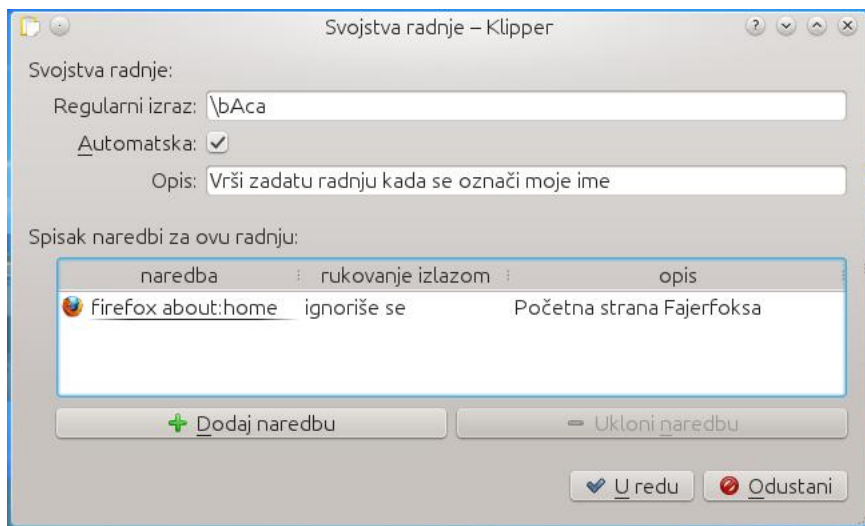 Svojstva radnje – Klipper
Svojstva radnje:
Regularni izraz: \bAca
Automatska:
Opis: Vrši zadatu radnju kada se označi moje ime
Spisak naredbi za ovu radnju:
naredba rukovanje izlazom opis
firefox about:home ignoriše se Početna strana Fajerfoksa
Dodaj naredbu Ukloni naredbu
U redu Odustani